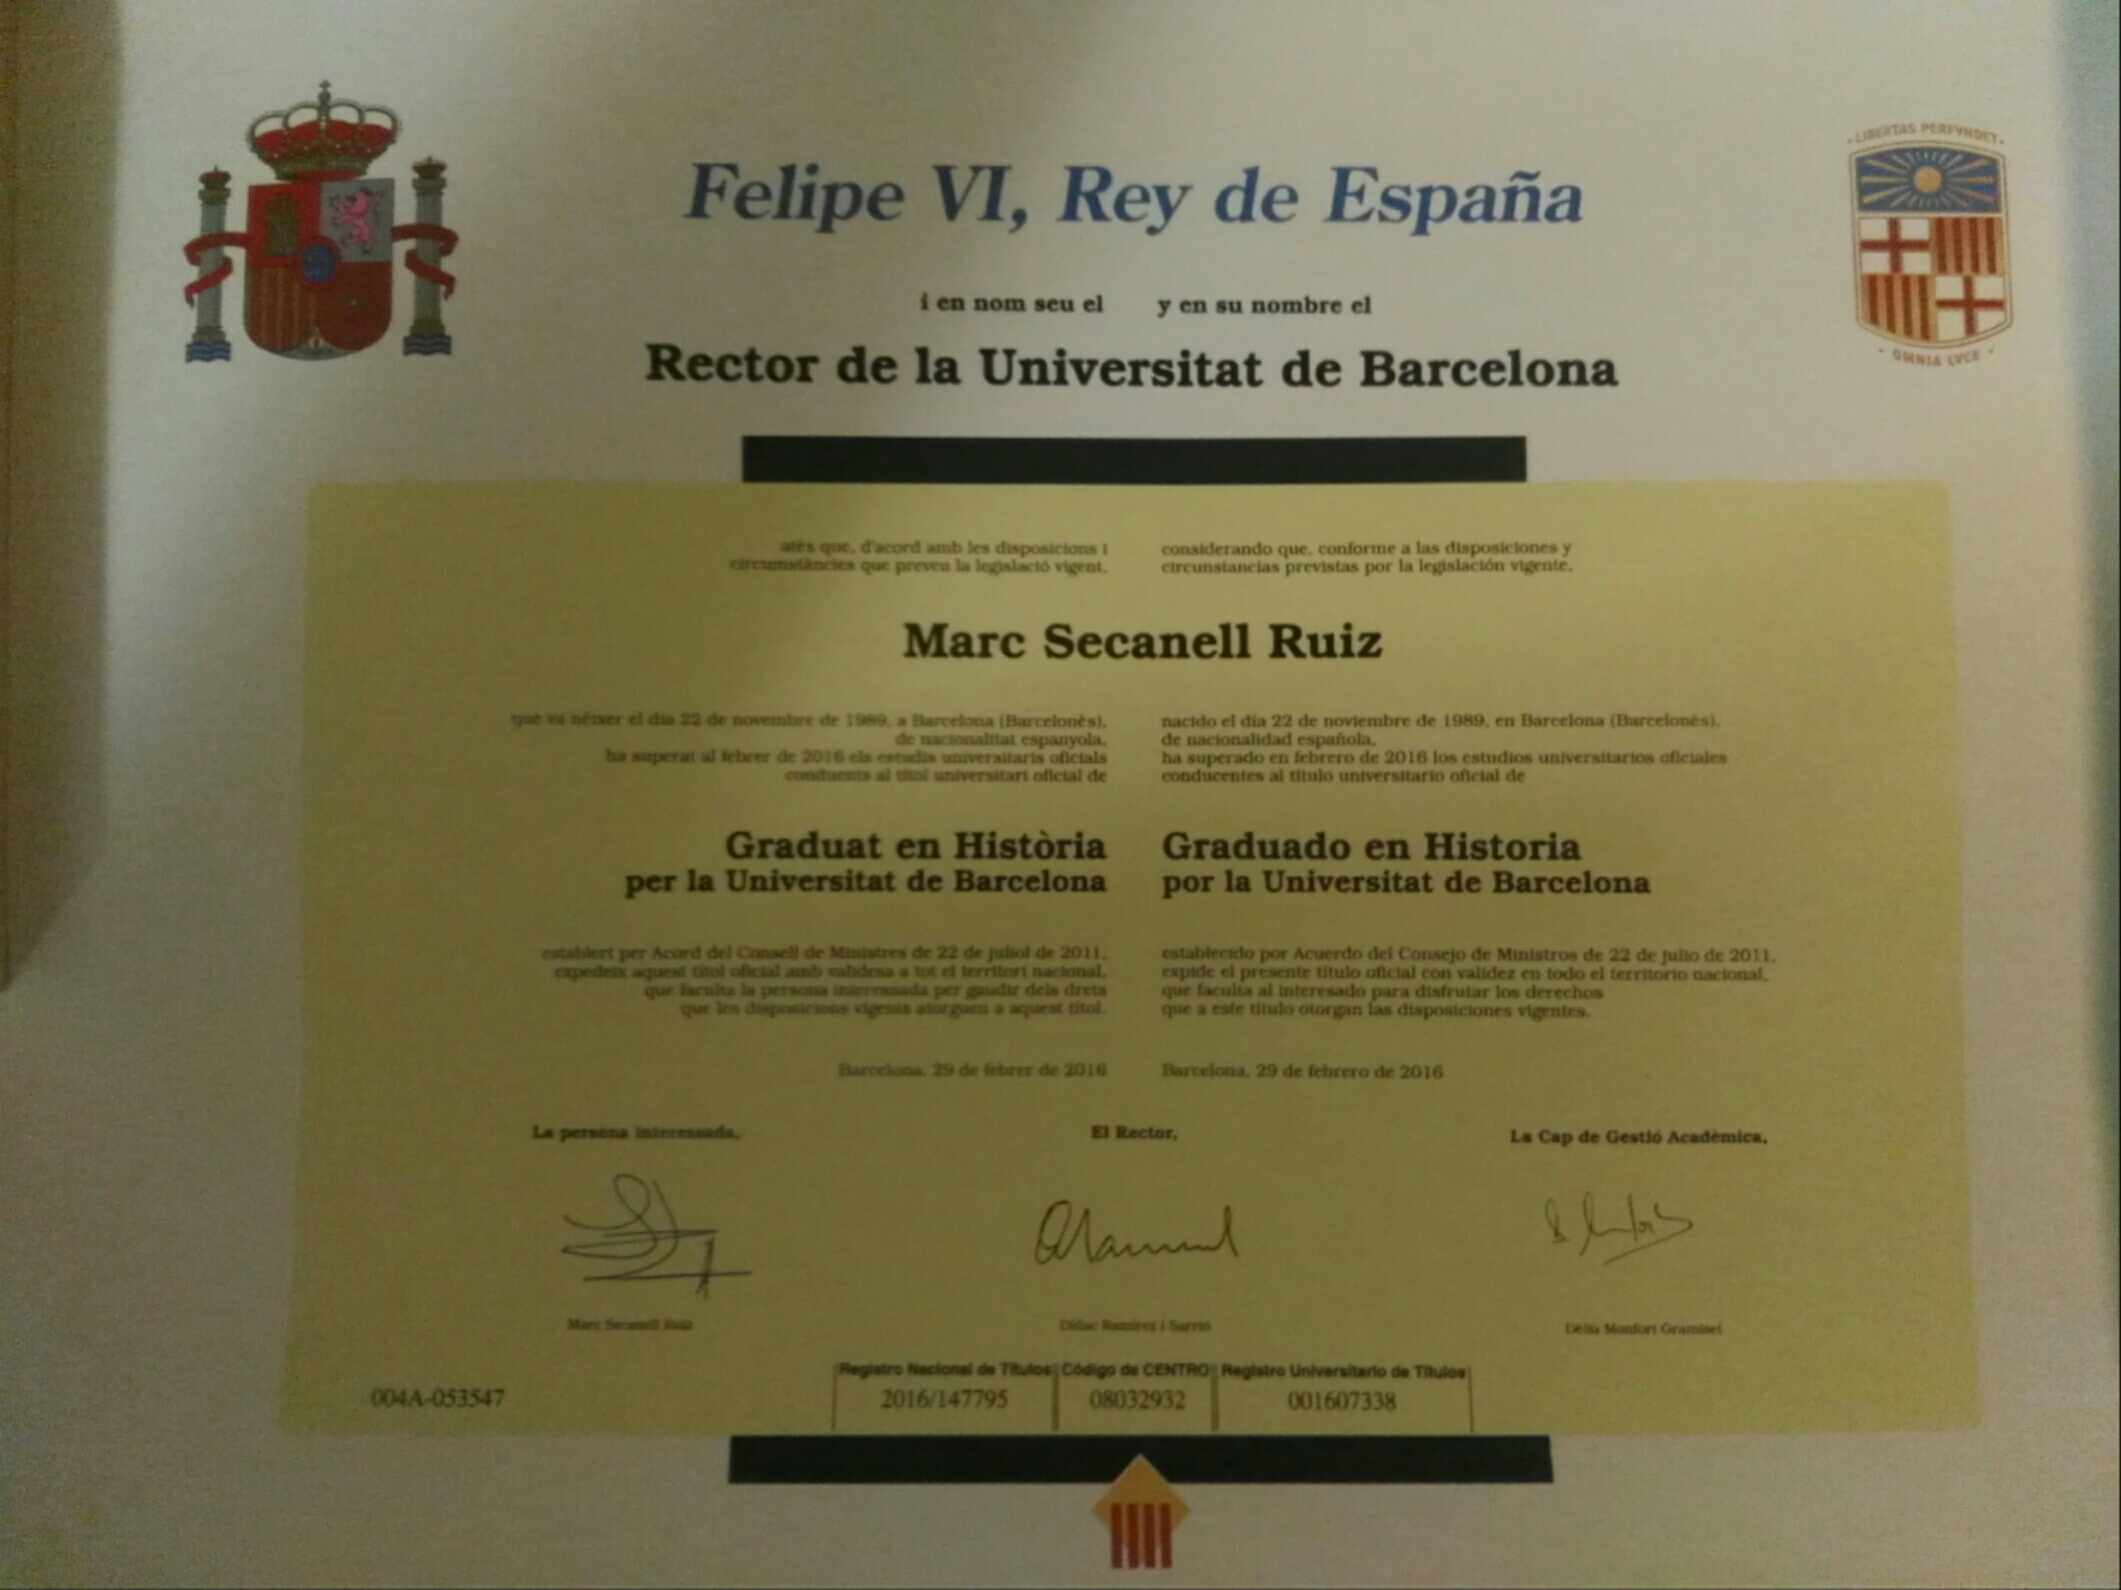 LIBERTAS PERFVNDET
OMNIA LVCE
Felipe VI, Rey de España
i en nom seu el
y en su nombre el
Rector de la Universitat de Barcelona
atès que, d'acord amb les disposicions i
circumstàncies que preveu la legislació vigent,
considerando que, conforme a las disposiciones y
circunstancias previstas por la legislación vigente,
Marc Secanell Ruiz
que va néixer el dia 22 de novembre de 1989, a Barcelona (Barcelonès),
de nacionalitat espanyola,
ha superat al febrer de 2016 els estudis universitaris oficials
conduents al títol universitari oficial de
nacido el día 22 de noviembre de 1989, en Barcelona (Barcelonès),
de nacionalidad española,
ha superado en febrero de 2016 los estudios universitarios oficiales
conducentes al título universitario oficial de
Graduat en Història
per la Universitat de Barcelona
Graduado en Historia
por la Universitat de Barcelona
establert per Acord del Consell de Ministres de 22 de juliol de 2011,
expedeix aquest títol oficial amb validesa a tot el territori nacional,
que faculta la persona interessada per gaudir dels drets
que les disposicions vigents atorguen a aquest títol.
establecido por Acuerdo del Consejo de Ministros de 22 de julio de 2011,
expide el presente título oficial con validez en todo el territorio nacional,
que faculta al interesado para disfrutar los derechos
que a este título otorgan las disposiciones vigentes.
Barcelona, 29 de febrer de 2016
Barcelona, 29 de febrero de 2016
La persona interessada,
El Rector,
La Cap de Gestió Acadèmica,
Marc Secanell Ruiz
Dídac Ramírez i Sarrió
Dèlia Monfort Gramisel
Registro Nacional de Títulos
Código de CENTRO
Registro Universitario de Títulos
004A-053547
2016/147795
08032932
001607338